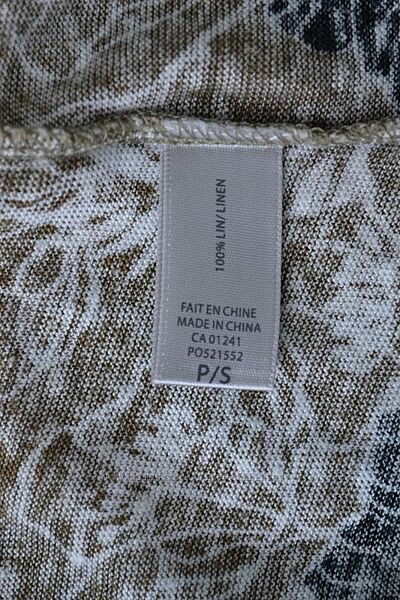 100% LIN/ LINEN
FAIT EN CHINE
MADE IN CHINA
CA 01241
PO521552
P/S